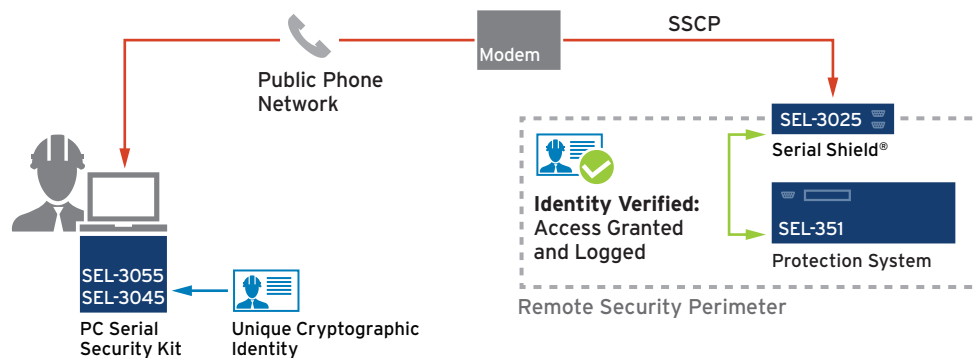 SSCP
Modem
Public Phone
Network
SEL-3025
Serial Shield®
Identity Verified:
Access Granted
and Logged
SEL-351
Protection System
Remote Security Perimeter
SEL-3055
SEL-3045
PC Serial
Security Kit
Unique Cryptographic
Identity